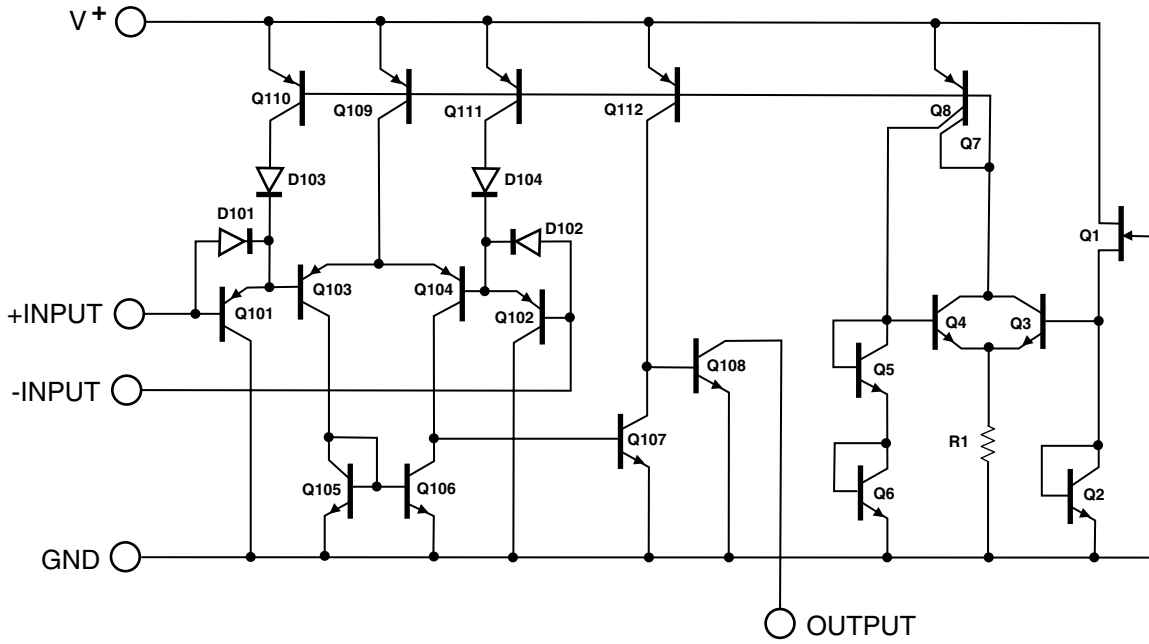 V+
Q110
Q109
Q111
Q112
Q8
Q7
D103
D104
D101
D102
Q1
+INPUT
Q101
Q103
Q104
Q102
Q4
Q3
-INPUT
Q108
Q5
Q107
R1
Q105
Q106
Q6
Q2
GND
OUTPUT